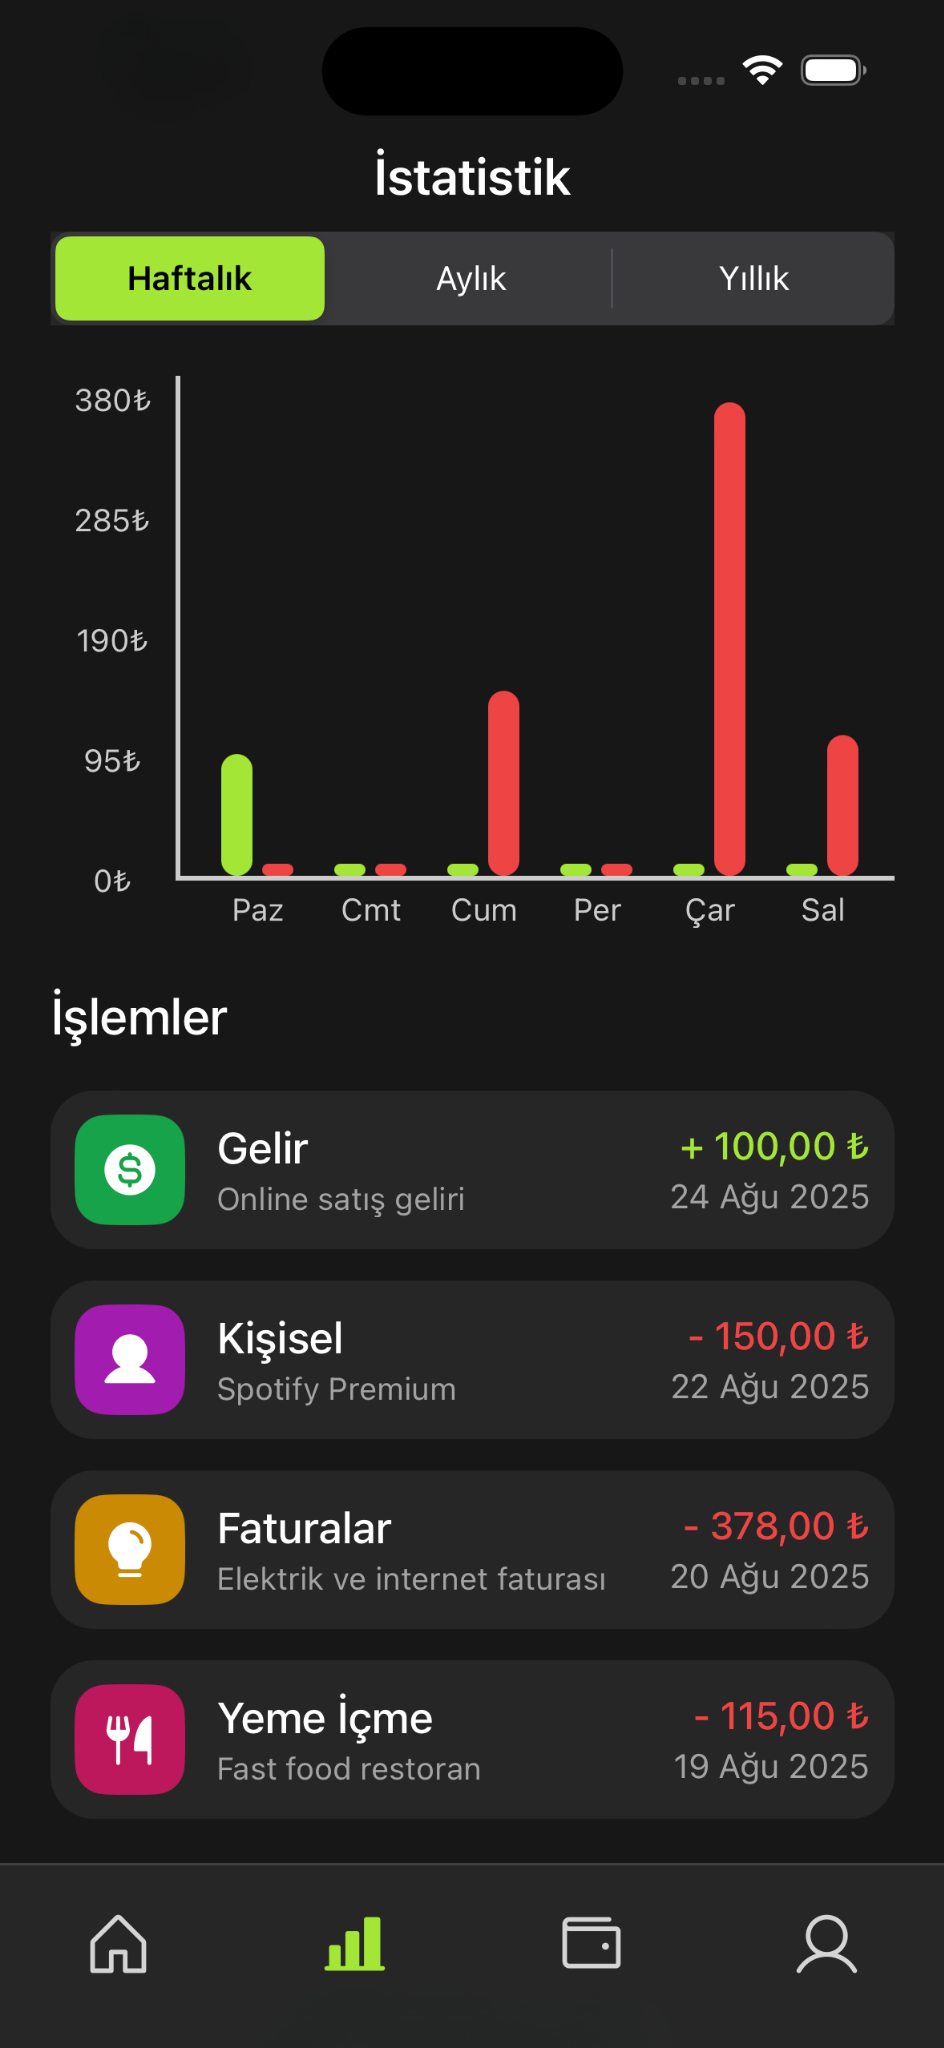 İstatistik
Haftalık Aylık Yıllık
380₺
285₺
190₺
95₺
0₺
Paz Cmt Cum Per Çar Sal
İşlemler
Gelir + 100,00 ₺
Online satış geliri 24 Ağu 2025
Kişisel - 150,00 ₺
Spotify Premium 22 Ağu 2025
Faturalar - 378,00 ₺
Elektrik ve internet faturası 20 Ağu 2025
Yeme İçme - 115,00 ₺
Fast food restoran 19 Ağu 2025